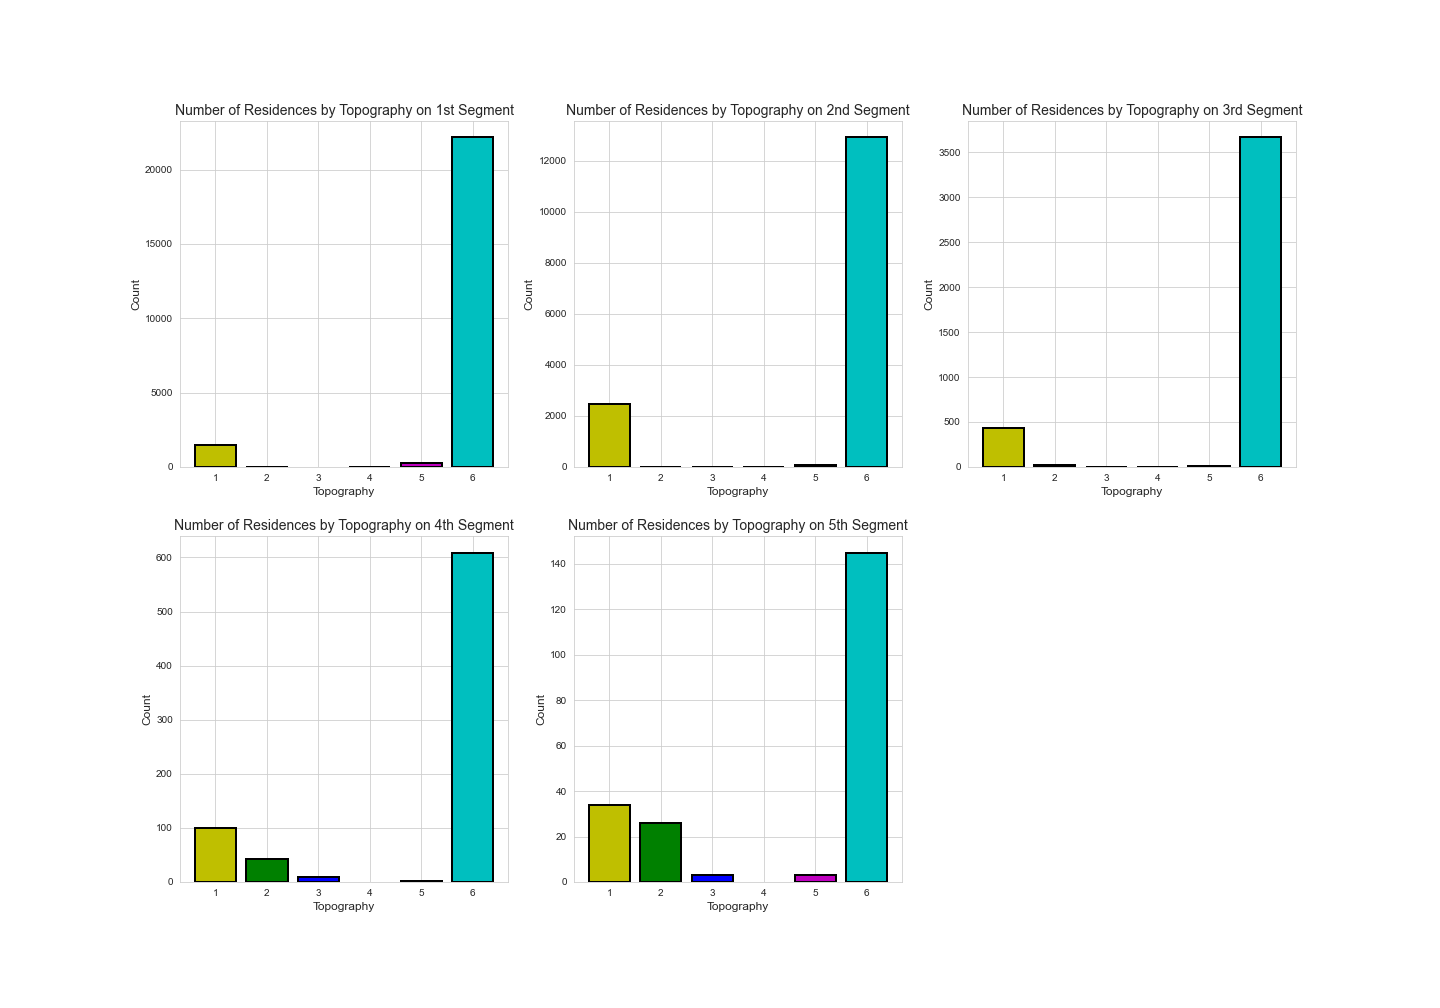 Number of Residences by Topography on 1st Segment
Count
20000
15000
10000
5000
0
1 2 3 4 5 6
Topography
Number of Residences by Topography on 2nd Segment
Count
12000
10000
8000
6000
4000
2000
0
1 2 3 4 5 6
Topography
Number of Residences by Topography on 3rd Segment
Count
3500
3000
2500
2000
1500
1000
500
0
1 2 3 4 5 6
Topography
Number of Residences by Topography on 4th Segment
Count
600
500
400
300
200
100
0
1 2 3 4 5 6
Topography
Number of Residences by Topography on 5th Segment
Count
140
120
100
80
60
40
20
0
1 2 3 4 5 6
Topography